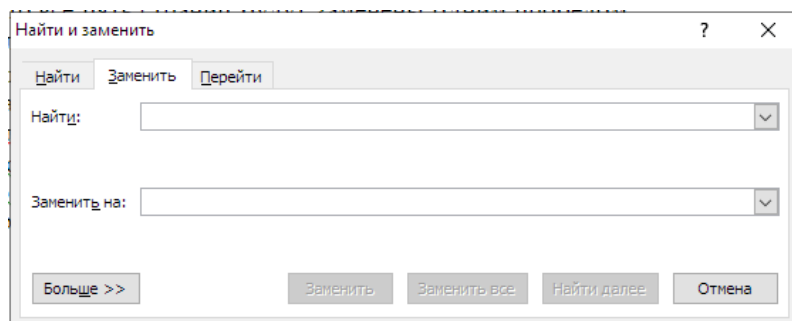 Найти и заменить ? X
Найти Заменить Перейти
Найти:
Заменить на:
Больше >> Заменить Заменить все Найти далее Отмена